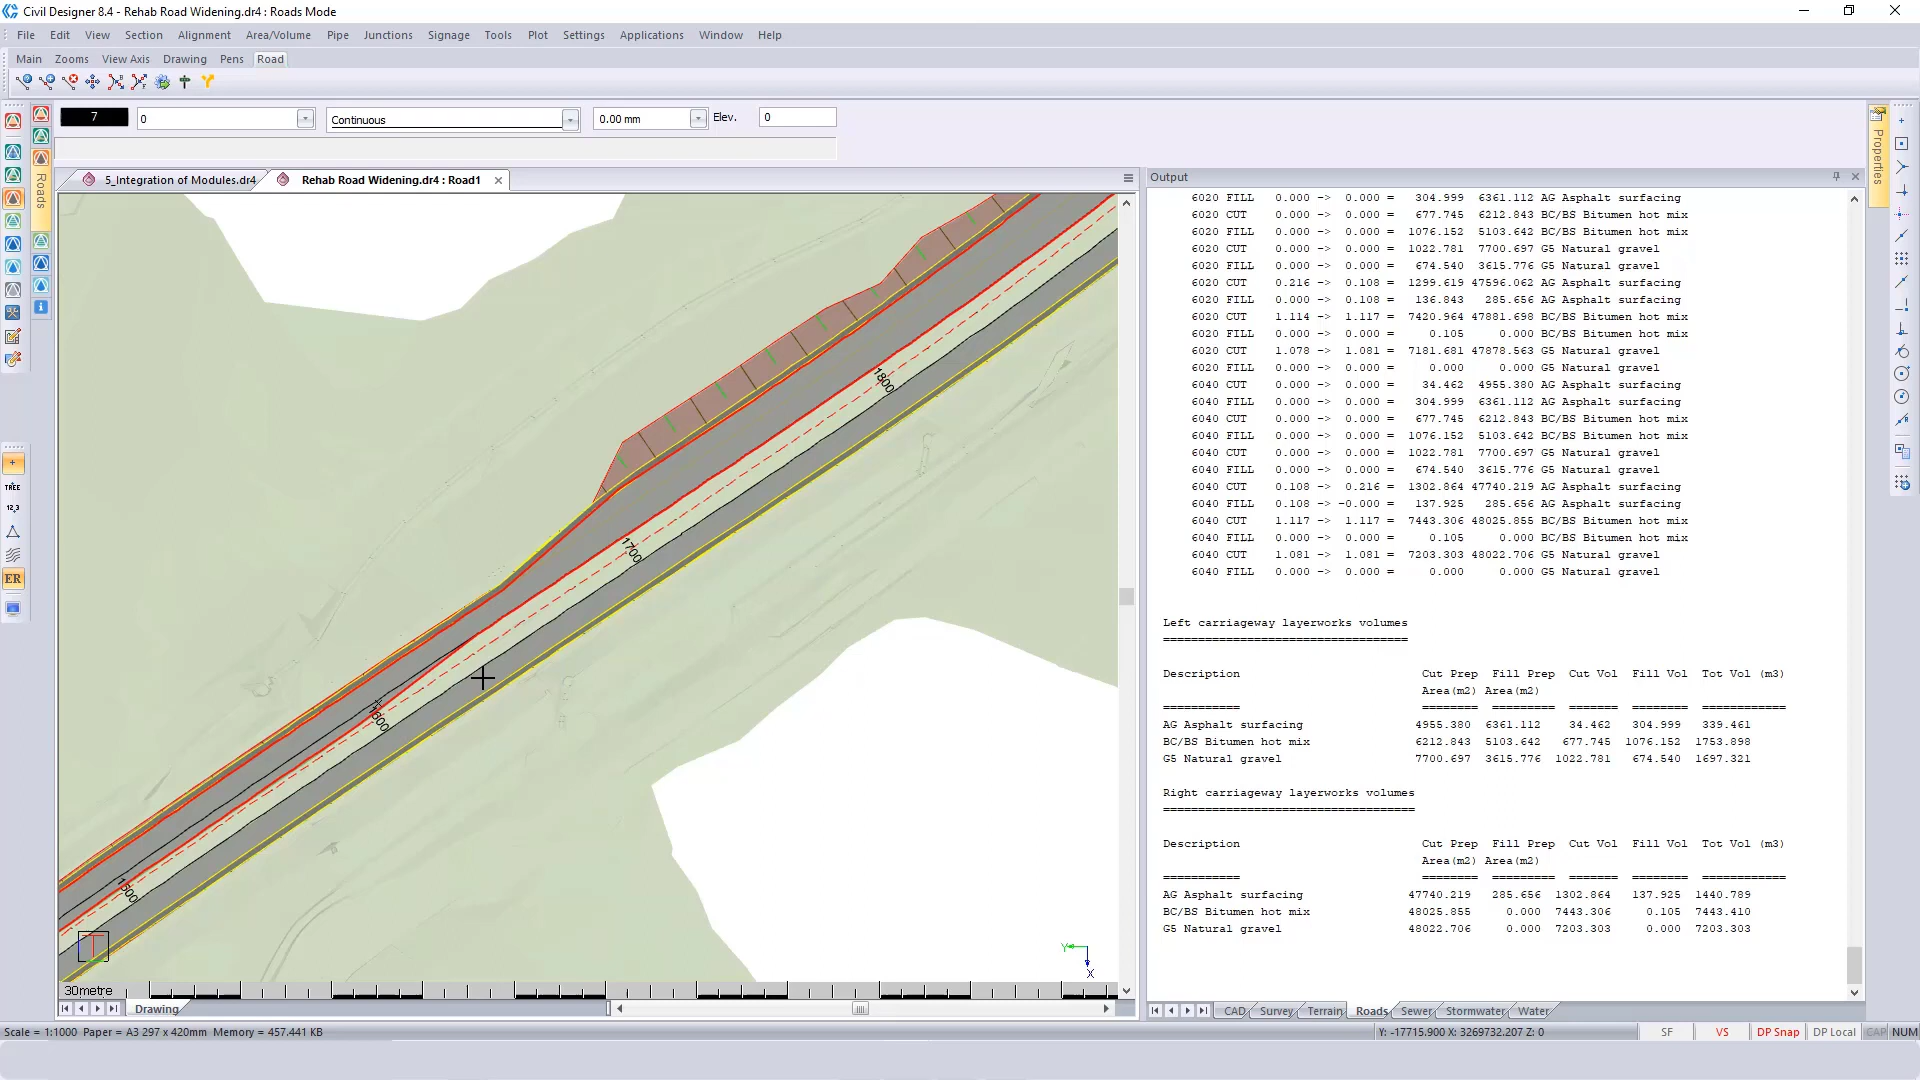 Civil Designer 8.4 - Rehab Road Widening.dr4 : Roads Mode
File Edit View Section Alignment Area/Volume Pipe Junctions Signage Tools Plot Settings Applications Window Help
Main Zooms View Axis Drawing Pens Road
7 0 Continuous 0.00 mm Elev. 0
Properties
Roads
5_Integration of Modules.dr4 Rehab Road Widening.dr4 : Road1
Output
6020 FILL 0.000 -> 0.000 = 304.999 6361.112 AG Asphalt surfacing
6020 CUT 0.000 -> 0.000 = 677.745 6212.843 BC/BS Bitumen hot mix
6020 FILL 0.000 -> 0.000 = 1076.152 5103.642 BC/BS Bitumen hot mix
6020 CUT 0.000 -> 0.000 = 1022.781 7700.697 G5 Natural gravel
6020 FILL 0.000 -> 0.000 = 674.540 3615.776 G5 Natural gravel
6020 CUT 0.216 -> 0.108 = 1299.619 47596.062 AG Asphalt surfacing
6020 FILL 0.000 -> 0.108 = 136.843 285.656 AG Asphalt surfacing
6020 CUT 1.114 -> 1.117 = 7420.964 47881.698 BC/BS Bitumen hot mix
6020 FILL 0.000 -> 0.000 = 0.105 0.000 BC/BS Bitumen hot mix
6020 CUT 1.078 -> 1.081 = 7181.681 47878.563 G5 Natural gravel
6020 FILL 0.000 -> 0.000 = 0.000 0.000 G5 Natural gravel
6040 CUT 0.000 -> 0.000 = 34.462 4955.380 AG Asphalt surfacing
6040 FILL 0.000 -> 0.000 = 304.999 6361.112 AG Asphalt surfacing
6040 CUT 0.000 -> 0.000 = 677.745 6212.843 BC/BS Bitumen hot mix
6040 FILL 0.000 -> 0.000 = 1076.152 5103.642 BC/BS Bitumen hot mix
6040 CUT 0.000 -> 0.000 = 1022.781 7700.697 G5 Natural gravel
6040 FILL 0.000 -> 0.000 = 674.540 3615.776 G5 Natural gravel
6040 CUT 0.108 -> 0.216 = 1302.864 47740.219 AG Asphalt surfacing
6040 FILL 0.108 -> -0.000 = 137.925 285.656 AG Asphalt surfacing
6040 CUT 1.117 -> 1.117 = 7443.306 48025.855 BC/BS Bitumen hot mix
6040 FILL 0.000 -> 0.000 = 0.105 0.000 BC/BS Bitumen hot mix
6040 CUT 1.081 -> 1.081 = 7203.303 48022.706 G5 Natural gravel
6040 FILL 0.000 -> 0.000 = 0.000 0.000 G5 Natural gravel
Left carriageway layerworks volumes
===================================
Description Cut Prep Fill Prep Cut Vol Fill Vol Tot Vol (m3)
Area(m2) Area(m2)
=========== ======== ========= ======= ======== ============
AG Asphalt surfacing 4955.380 6361.112 34.462 304.999 339.461
BC/BS Bitumen hot mix 6212.843 5103.642 677.745 1076.152 1753.898
G5 Natural gravel 7700.697 3615.776 1022.781 674.540 1697.321
Right carriageway layerworks volumes
====================================
Description Cut Prep Fill Prep Cut Vol Fill Vol Tot Vol (m3)
Area(m2) Area(m2)
=========== ======== ========= ======= ======== ============
AG Asphalt surfacing 47740.219 285.656 1302.864 137.925 1440.789
BC/BS Bitumen hot mix 48025.855 0.000 7443.306 0.105 7443.410
G5 Natural gravel 48022.706 0.000 7203.303 0.000 7203.303
1800
1700
1600
1500
TREE
12.3
ER
Y
X
30metre
Drawing
CAD Survey Terrain Roads Sewer Stormwater Water
Scale = 1:1000 Paper = A3 297 x 420mm Memory = 457.441 KB
Y: -17715.900 X: 3269732.207 Z: 0 SF VS DP Snap DP Local CAP NUM